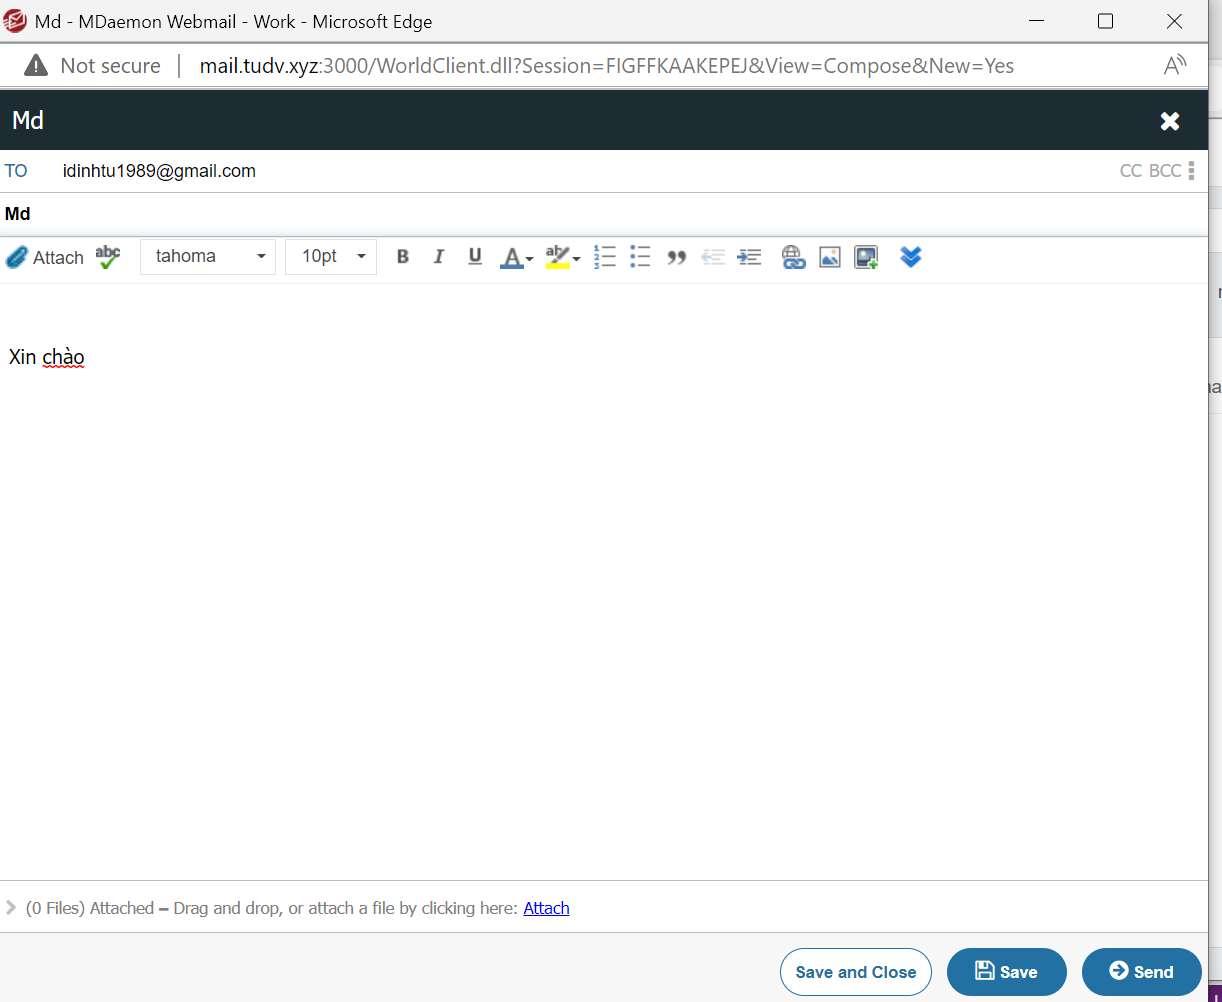 Md - MDaemon Webmail - Work - Microsoft Edge
Not secure | mail.tudv.xyz:3000/WorldClient.dll?Session=FIGFFKAAKEPEJ&View=Compose&New=Yes
Md
TO idinhtu1989@gmail.com CC BCC
Md
Attach abc tahoma 10pt B I U A ab
Xin chào
(0 Files) Attached – Drag and drop, or attach a file by clicking here: Attach
Save and Close Save Send